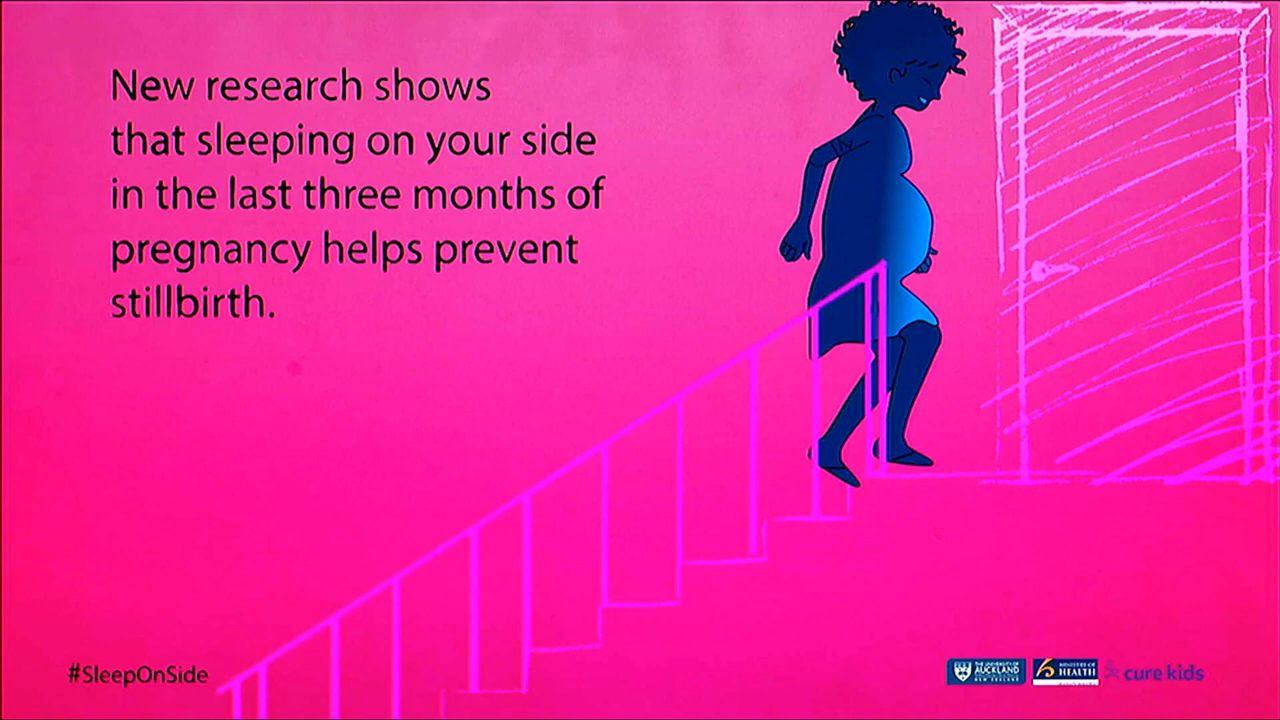 New research shows
that sleeping on your side
in the last three months of
pregnancy helps prevent
stillbirth.
#SleepOnSide
THE UNIVERSITY OF
AUCKLAND
NEW ZEALAND
MINISTRY OF
HEALTH
cure kids